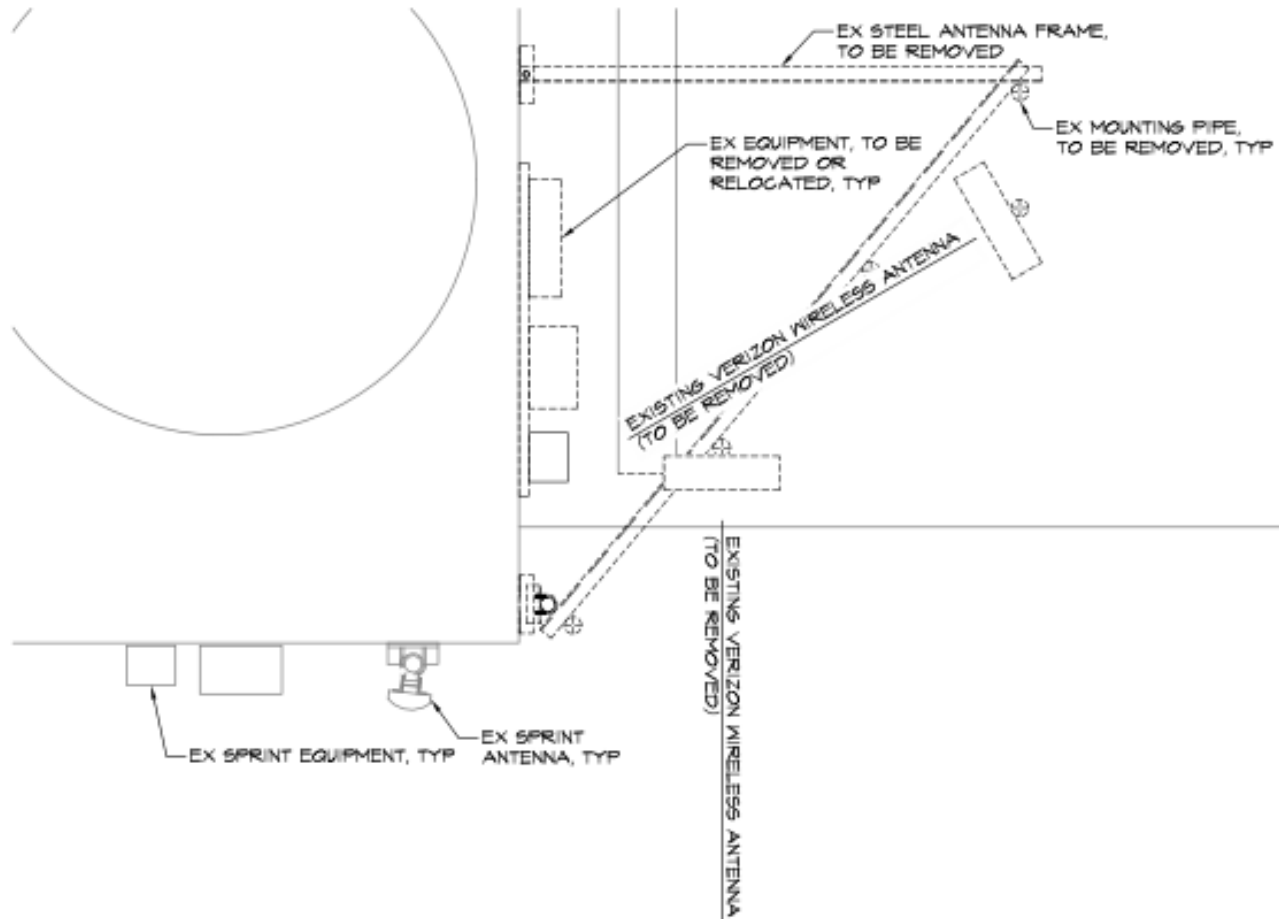 EX STEEL ANTENNA FRAME,
TO BE REMOVED
EX MOUNTING PIPE,
TO BE REMOVED, TYP
EX EQUIPMENT, TO BE
REMOVED OR
RELOCATED, TYP
EXISTING VERIZON WIRELESS ANTENNA
(TO BE REMOVED)
EXISTING VERIZON WIRELESS ANTENNA
(TO BE REMOVED)
EX SPRINT EQUIPMENT, TYP
EX SPRINT
ANTENNA, TYP